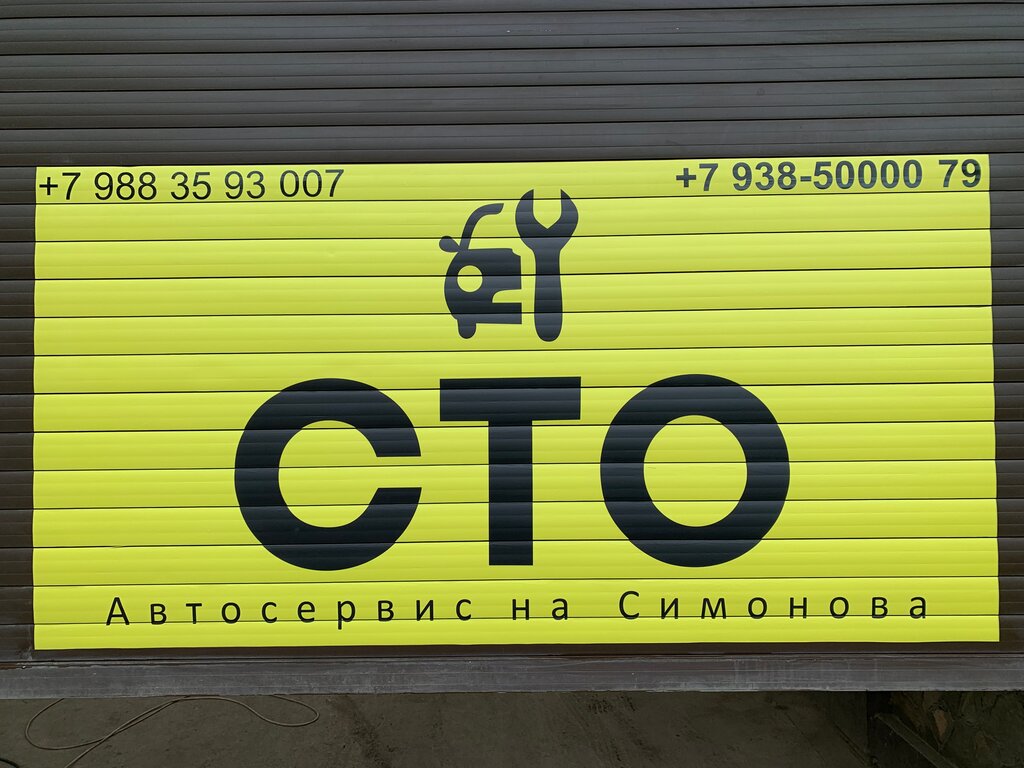 +7 988 35 93 007
+7 938-50000 79
СТО
Автосервис на Симонова